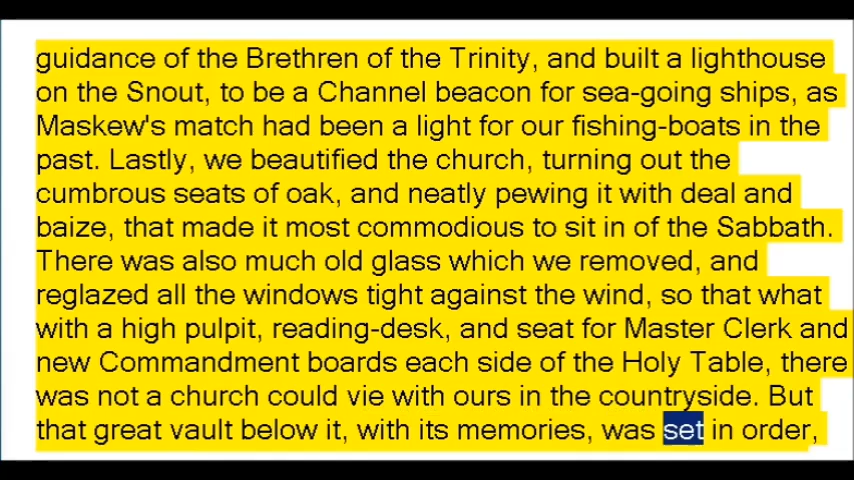 guidance of the Brethren of the Trinity, and built a lighthouse
on the Snout, to be a Channel beacon for sea-going ships, as
Maskew's match had been a light for our fishing-boats in the
past. Lastly, we beautified the church, turning out the
cumbrous seats of oak, and neatly pewing it with deal and
baize, that made it most commodious to sit in of the Sabbath.
There was also much old glass which we removed, and
reglazed all the windows tight against the wind, so that what
with a high pulpit, reading-desk, and seat for Master Clerk and
new Commandment boards each side of the Holy Table, there
was not a church could vie with ours in the countryside. But
that great vault below it, with its memories, was set in order,